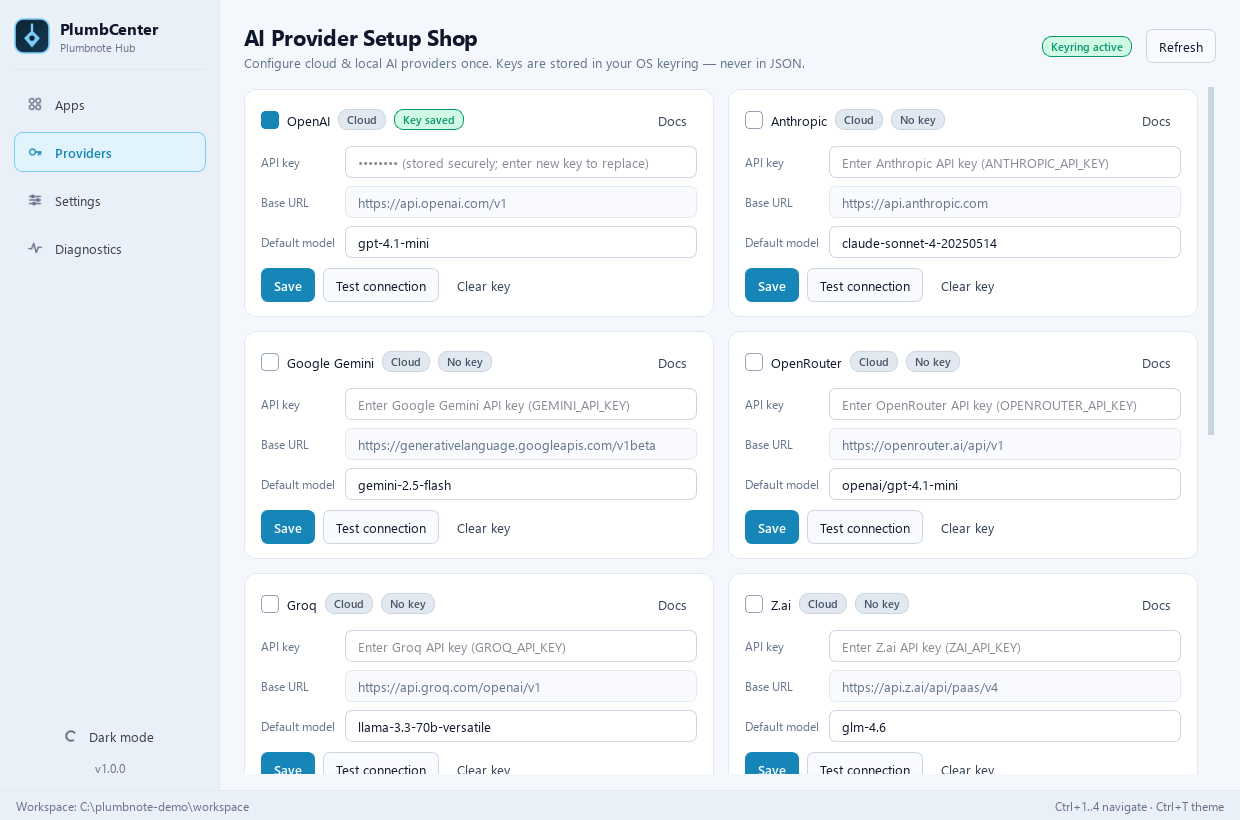 PlumbCenter
Plumbnote Hub
Apps
Providers
Settings
Diagnostics
Dark mode
v1.0.0
AI Provider Setup Shop
Configure cloud & local AI providers once. Keys are stored in your OS keyring — never in JSON.
Keyring active
Refresh
OpenAI Cloud Key saved Docs
API key •••••••• (stored securely; enter new key to replace)
Base URL https://api.openai.com/v1
Default model gpt-4.1-mini
Save Test connection Clear key
Anthropic Cloud No key Docs
API key Enter Anthropic API key (ANTHROPIC_API_KEY)
Base URL https://api.anthropic.com
Default model claude-sonnet-4-20250514
Save Test connection Clear key
Google Gemini Cloud No key Docs
API key Enter Google Gemini API key (GEMINI_API_KEY)
Base URL https://generativelanguage.googleapis.com/v1beta
Default model gemini-2.5-flash
Save Test connection Clear key
OpenRouter Cloud No key Docs
API key Enter OpenRouter API key (OPENROUTER_API_KEY)
Base URL https://openrouter.ai/api/v1
Default model openai/gpt-4.1-mini
Save Test connection Clear key
Groq Cloud No key Docs
API key Enter Groq API key (GROQ_API_KEY)
Base URL https://api.groq.com/openai/v1
Default model llama-3.3-70b-versatile
Save Test connection Clear key
Z.ai Cloud No key Docs
API key Enter Z.ai API key (ZAI_API_KEY)
Base URL https://api.z.ai/api/paas/v4
Default model glm-4.6
Save Test connection Clear key
Workspace: C:\plumbnote-demo\workspace
Ctrl+1..4 navigate · Ctrl+T theme